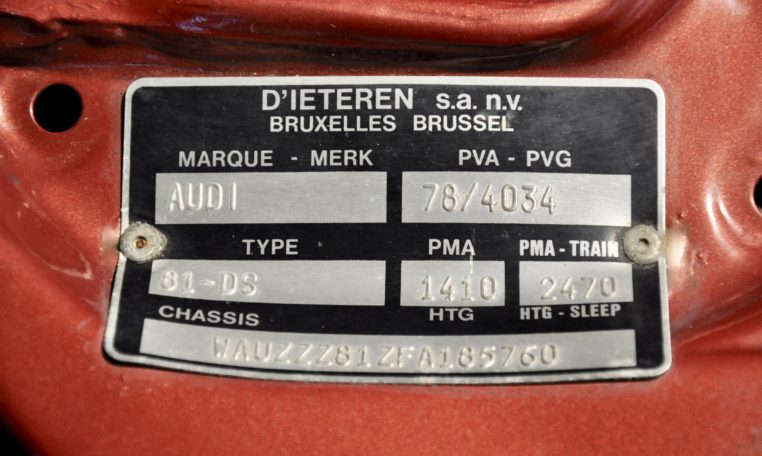 D'IETEREN s.a. n.v.
BRUXELLES BRUSSEL
MARQUE - MERK PVA - PVG
AUDI 78/4034
TYPE PMA PMA - TRAIN
81-DS 1410 2470
CHASSIS HTG HTG - SLEEP
WAUZZZ81ZFA185760